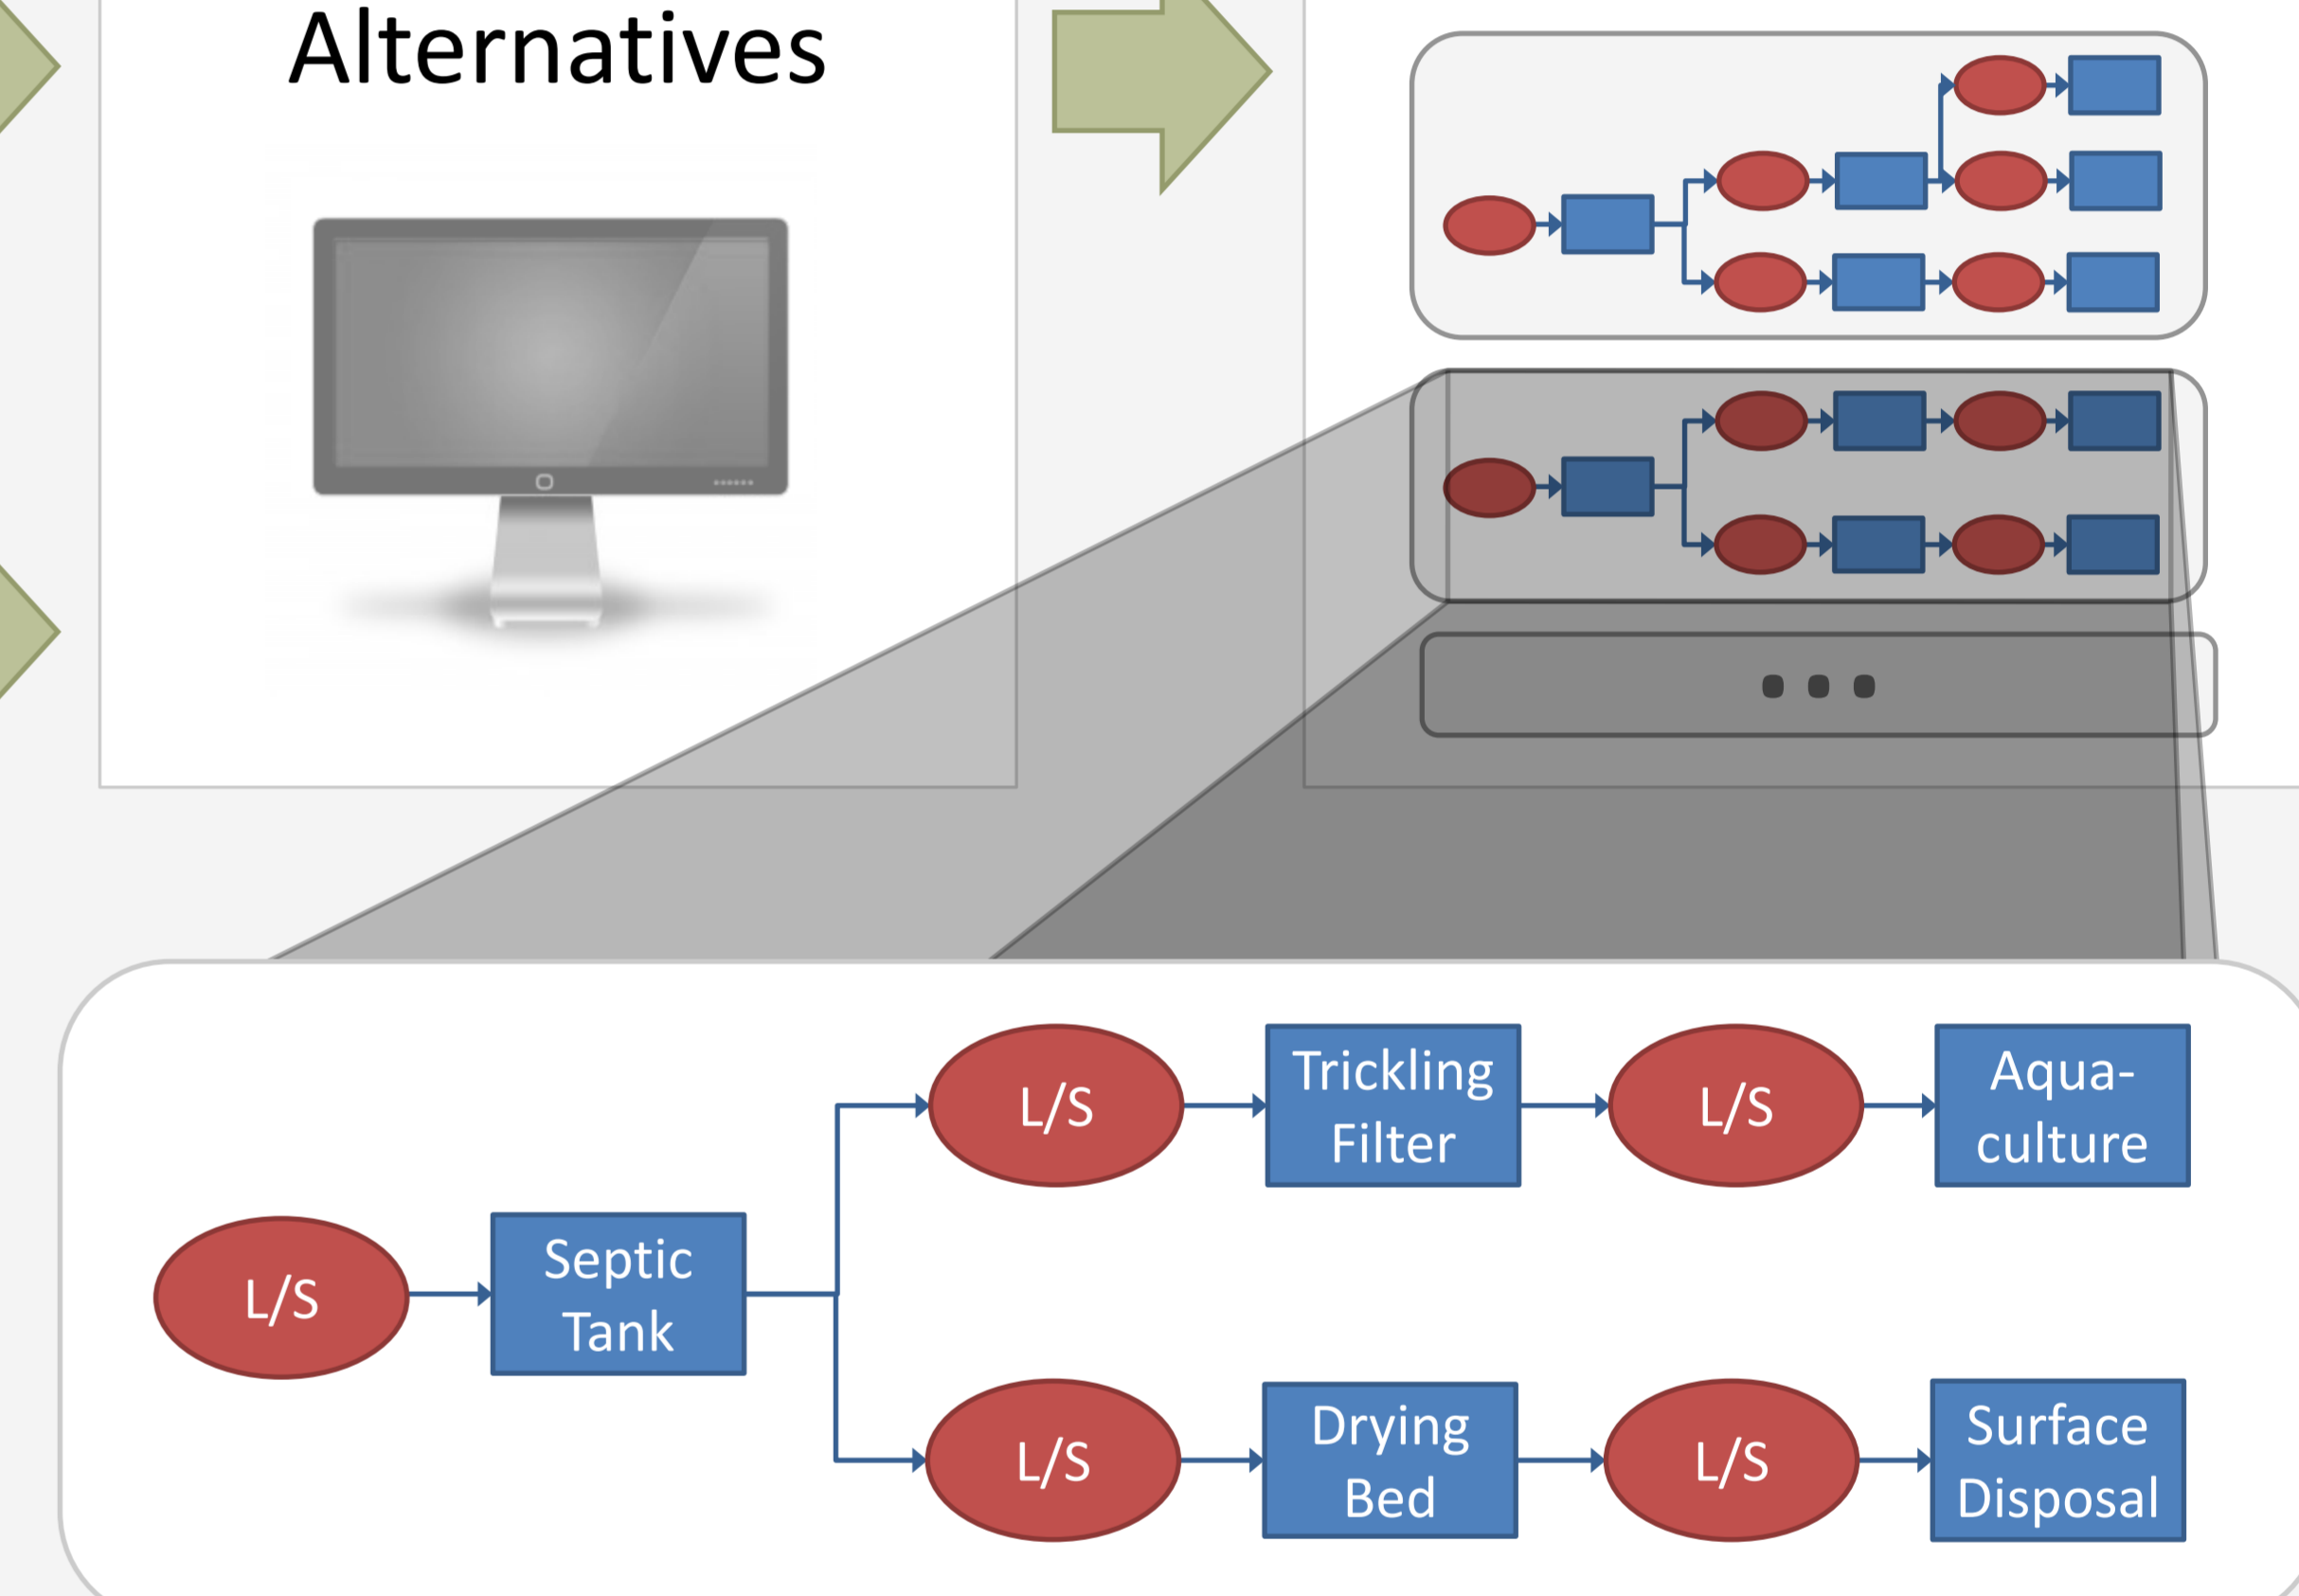 Alternatives
...
L/S
Trickling
Filter
L/S
Aqua-
culture
L/S
Septic
Tank
L/S
Drying
Bed
L/S
Surface
Disposal